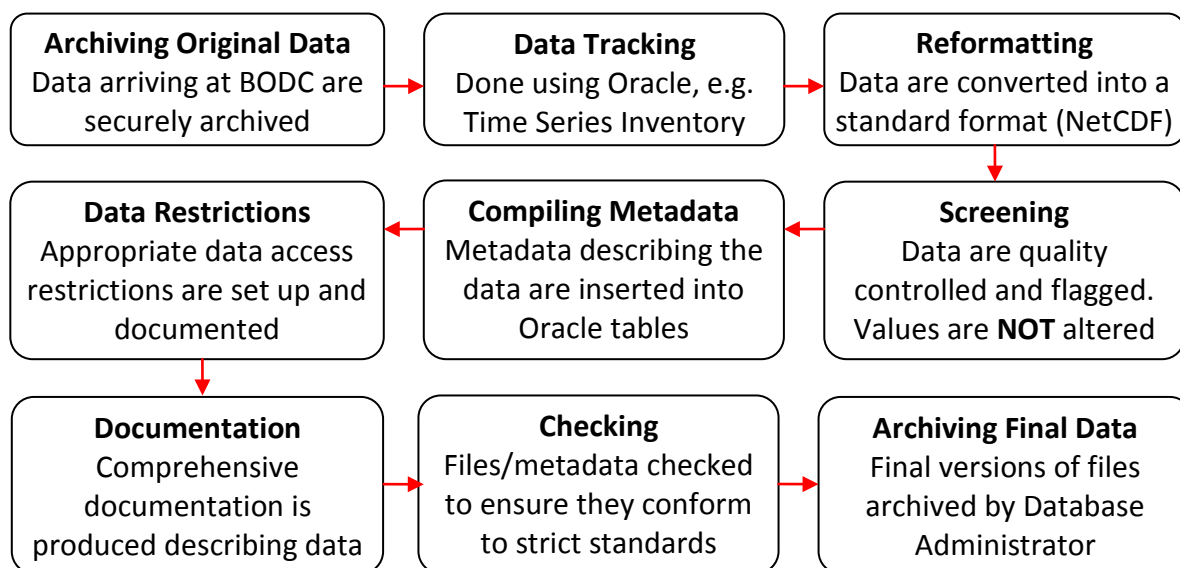 Archiving Original Data
Data arriving at BODC are
securely archived
Data Tracking
Done using Oracle, e.g.
Time Series Inventory
Reformatting
Data are converted into a
standard format (NetCDF)
Screening
Data are quality
controlled and flagged.
Values are NOT altered
Compiling Metadata
Metadata describing the
data are inserted into
Oracle tables
Data Restrictions
Appropriate data access
restrictions are set up and
documented
Documentation
Comprehensive
documentation is
produced describing data
Checking
Files/metadata checked
to ensure they conform
to strict standards
Archiving Final Data
Final versions of files
archived by Database
Administrator